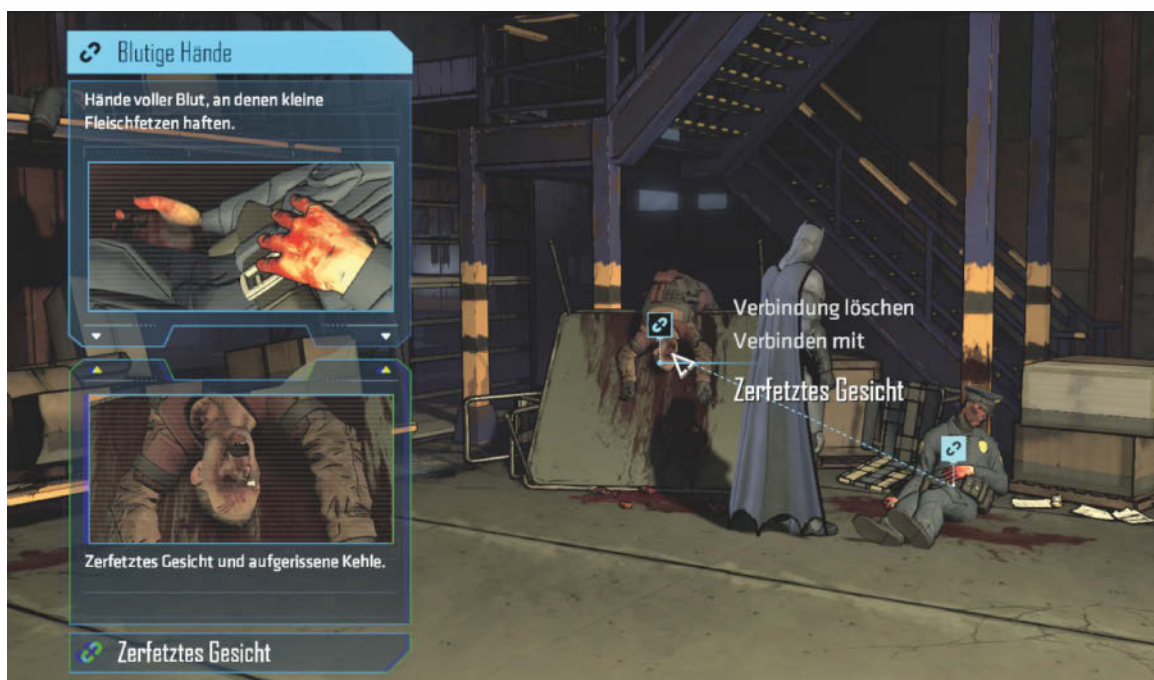 Blutige Hände
Hände voller Blut, an denen kleine
Fleischfetzen haften.
Zerfetztes Gesicht und aufgerissene Kehle.
Zerfetztes Gesicht
Verbindung löschen
Verbinden mit
Zerfetztes Gesicht